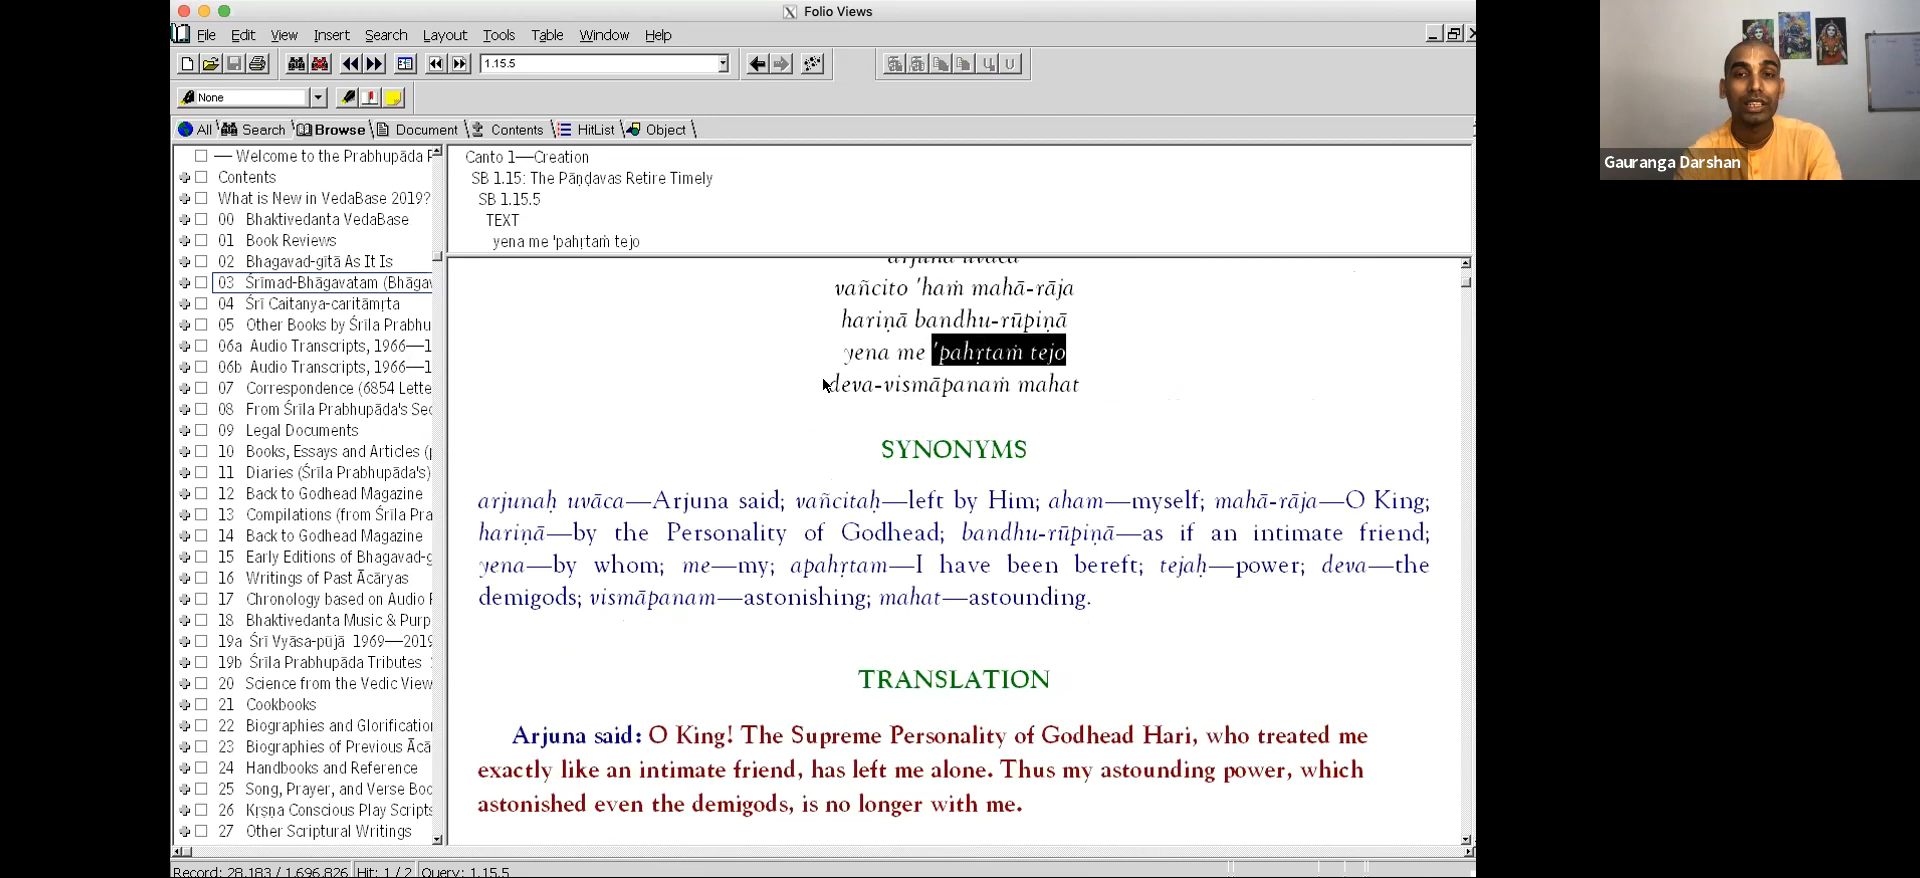 Folio Views
File Edit View Insert Search Layout Tools Table Window Help
1.15.5
None
All Search Browse Document Contents HitList Object
— Welcome to the Prabhupāda
Contents
What is New in VedaBase 2019?
00 Bhaktivedanta VedaBase
01 Book Reviews
02 Bhagavad-gītā As It Is
03 Śrīmad-Bhāgavatam (Bhāgav
04 Śrī Caitanya-caritāmṛta
05 Other Books by Śrīla Prabhu
06a Audio Transcripts, 1966—1
06b Audio Transcripts, 1966—1
07 Correspondence (6854 Lette
08 From Śrīla Prabhupāda's Sec
09 Legal Documents
10 Books, Essays and Articles (
11 Diaries (Śrīla Prabhupāda's)
12 Back to Godhead Magazine
13 Compilations (from Śrīla Pra
14 Back to Godhead Magazine
15 Early Editions of Bhagavad-g
16 Writings of Past Ācāryas
17 Chronology based on Audio
18 Bhaktivedanta Music & Purp
19a Śrī Vyāsa-pūjā 1969—2019
19b Śrīla Prabhupāda Tributes
20 Science from the Vedic View
21 Cookbooks
22 Biographies and Glorification
23 Biographies of Previous Ācā
24 Handbooks and Reference
25 Song, Prayer, and Verse Boo
26 Kṛṣṇa Conscious Play Scripts
27 Other Scriptural Writings
Canto 1—Creation
SB 1.15: The Pāṇḍavas Retire Timely
SB 1.15.5
TEXT
yena me 'pahṛtaṁ tejo
arjuna uvāca
vañcito 'haṁ mahā-rāja
hariṇā bandhu-rūpiṇā
yena me 'pahṛtaṁ tejo
deva-vismāpanaṁ mahat
SYNONYMS
arjunaḥ uvāca—Arjuna said; vañcitaḥ—left by Him; aham—myself; mahā-rāja—O King;
hariṇā—by the Personality of Godhead; bandhu-rūpiṇā—as if an intimate friend;
yena—by whom; me—my; apahṛtam—I have been bereft; tejaḥ—power; deva—the
demigods; vismāpanam—astonishing; mahat—astounding.
TRANSLATION
Arjuna said: O King! The Supreme Personality of Godhead Hari, who treated me
exactly like an intimate friend, has left me alone. Thus my astounding power, which
astonished even the demigods, is no longer with me.
Record: 28,183 / 1,696,826 Hit: 1 / 2 Query: 1.15.5
Gauranga Darshan